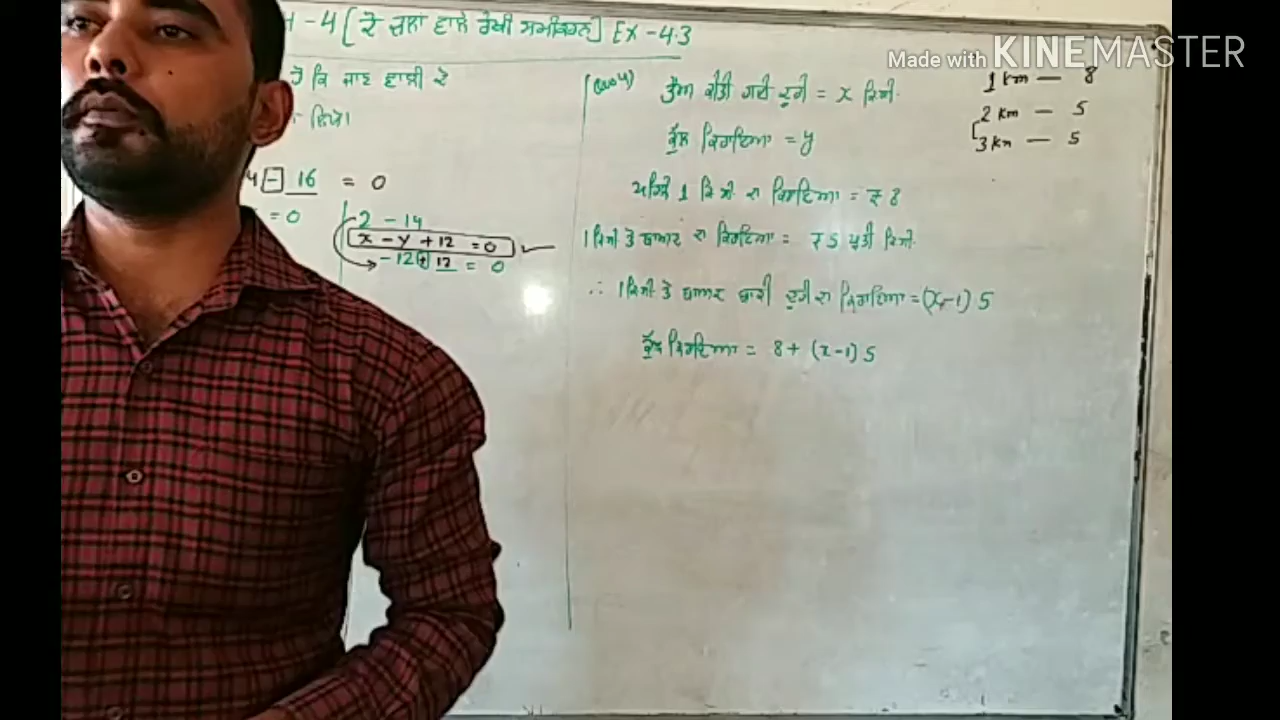 -4 [ ਦੋ ਚਲਾਂ ਵਾਲੇ ਰੇਖੀ ਸਮੀਕਰਨ ] EX -4.3
ਕਿ ਜਾਣ ਵਾਲੀ ਦੇ
4 - 16 = 0
= 0
2 - 14
x - y + 12 = 0
-12 + 12 = 0
ਕੁੱਲ ਕੀਤੀ ਗਈ ਦੂਰੀ = x ਕਿਮੀ.
ਕੁੱਲ ਕਿਰਾਇਆ = y
ਪਹਿਲੇ 1 ਕਿਮੀ. ਦਾ ਕਿਰਾਇਆ = ₹ 8
1 ਕਿਮੀ ਤੋਂ ਬਾਅਦ ਦਾ ਕਿਰਾਇਆ = ₹ 5 ਪ੍ਰਤੀ ਕਿਮੀ.
∴ 1 ਕਿਮੀ ਤੋਂ ਬਾਅਦ ਬਾਕੀ ਦੂਰੀ ਦਾ ਕਿਰਾਇਆ = (x-1) 5
ਕੁੱਲ ਕਿਰਾਇਆ = 8 + (x-1) 5
1 km — 8
2 km — 5
3 km — 5
Made with KINEMASTER